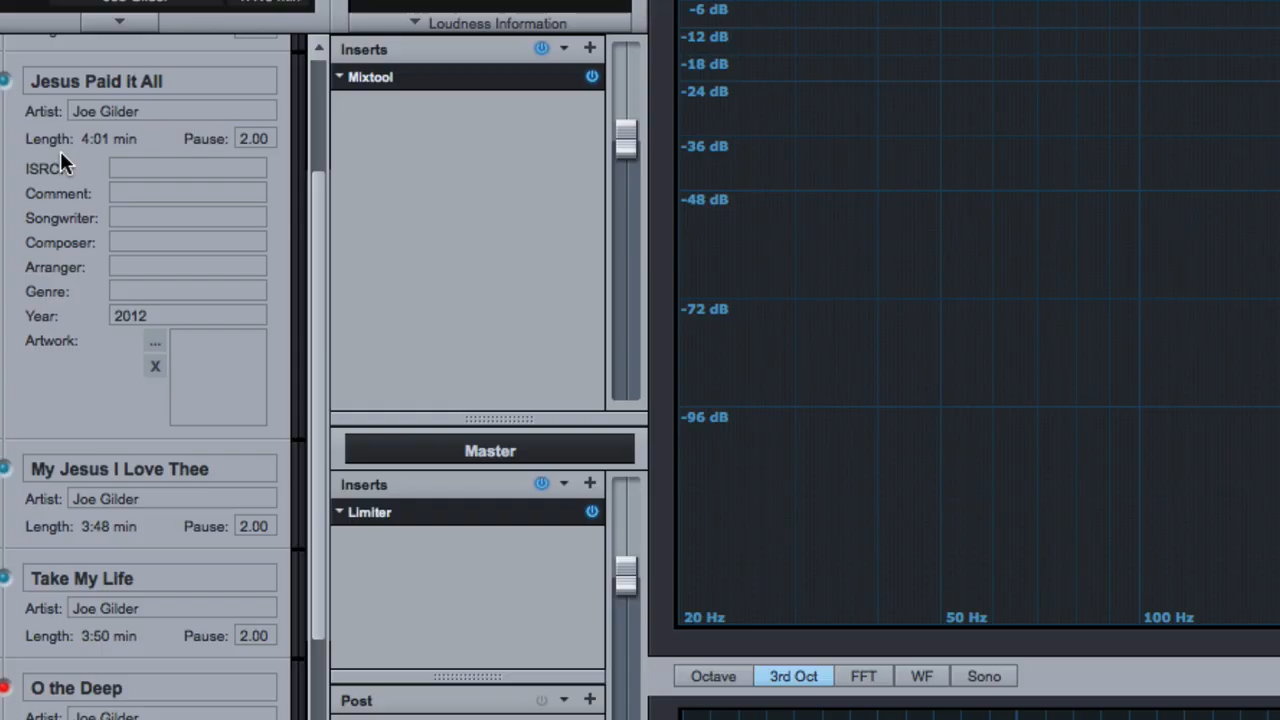 Loudness Information
Jesus Paid it All
Artist: Joe Gilder
Length: 4:01 min Pause: 2.00
ISRC:
Comment:
Songwriter:
Composer:
Arranger:
Genre:
Year: 2012
Artwork: ...
X
My Jesus I Love Thee
Artist: Joe Gilder
Length: 3:48 min Pause: 2.00
Take My Life
Artist: Joe Gilder
Length: 3:50 min Pause: 2.00
O the Deep
Artist: Joe Gilder
Inserts
Mixtool
Master
Inserts
Limiter
Post
-6 dB
-12 dB
-18 dB
-24 dB
-36 dB
-48 dB
-72 dB
-96 dB
20 Hz 50 Hz 100 Hz
Octave 3rd Oct FFT WF Sono